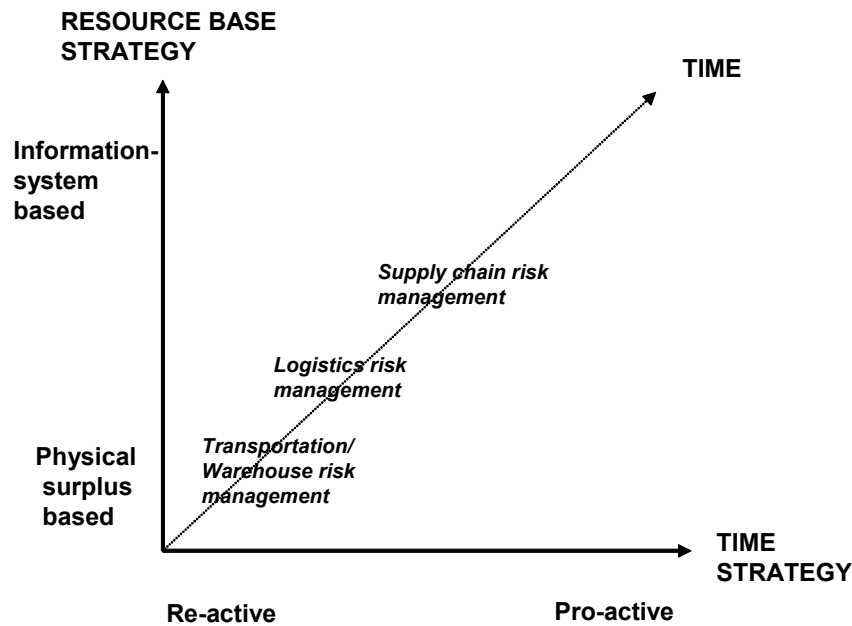 RESOURCE BASE
STRATEGY
TIME
Information-
system
based
Supply chain risk
management
Logistics risk
management
Transportation/
Warehouse risk
management
Physical
surplus
based
TIME
STRATEGY
Re-active
Pro-active